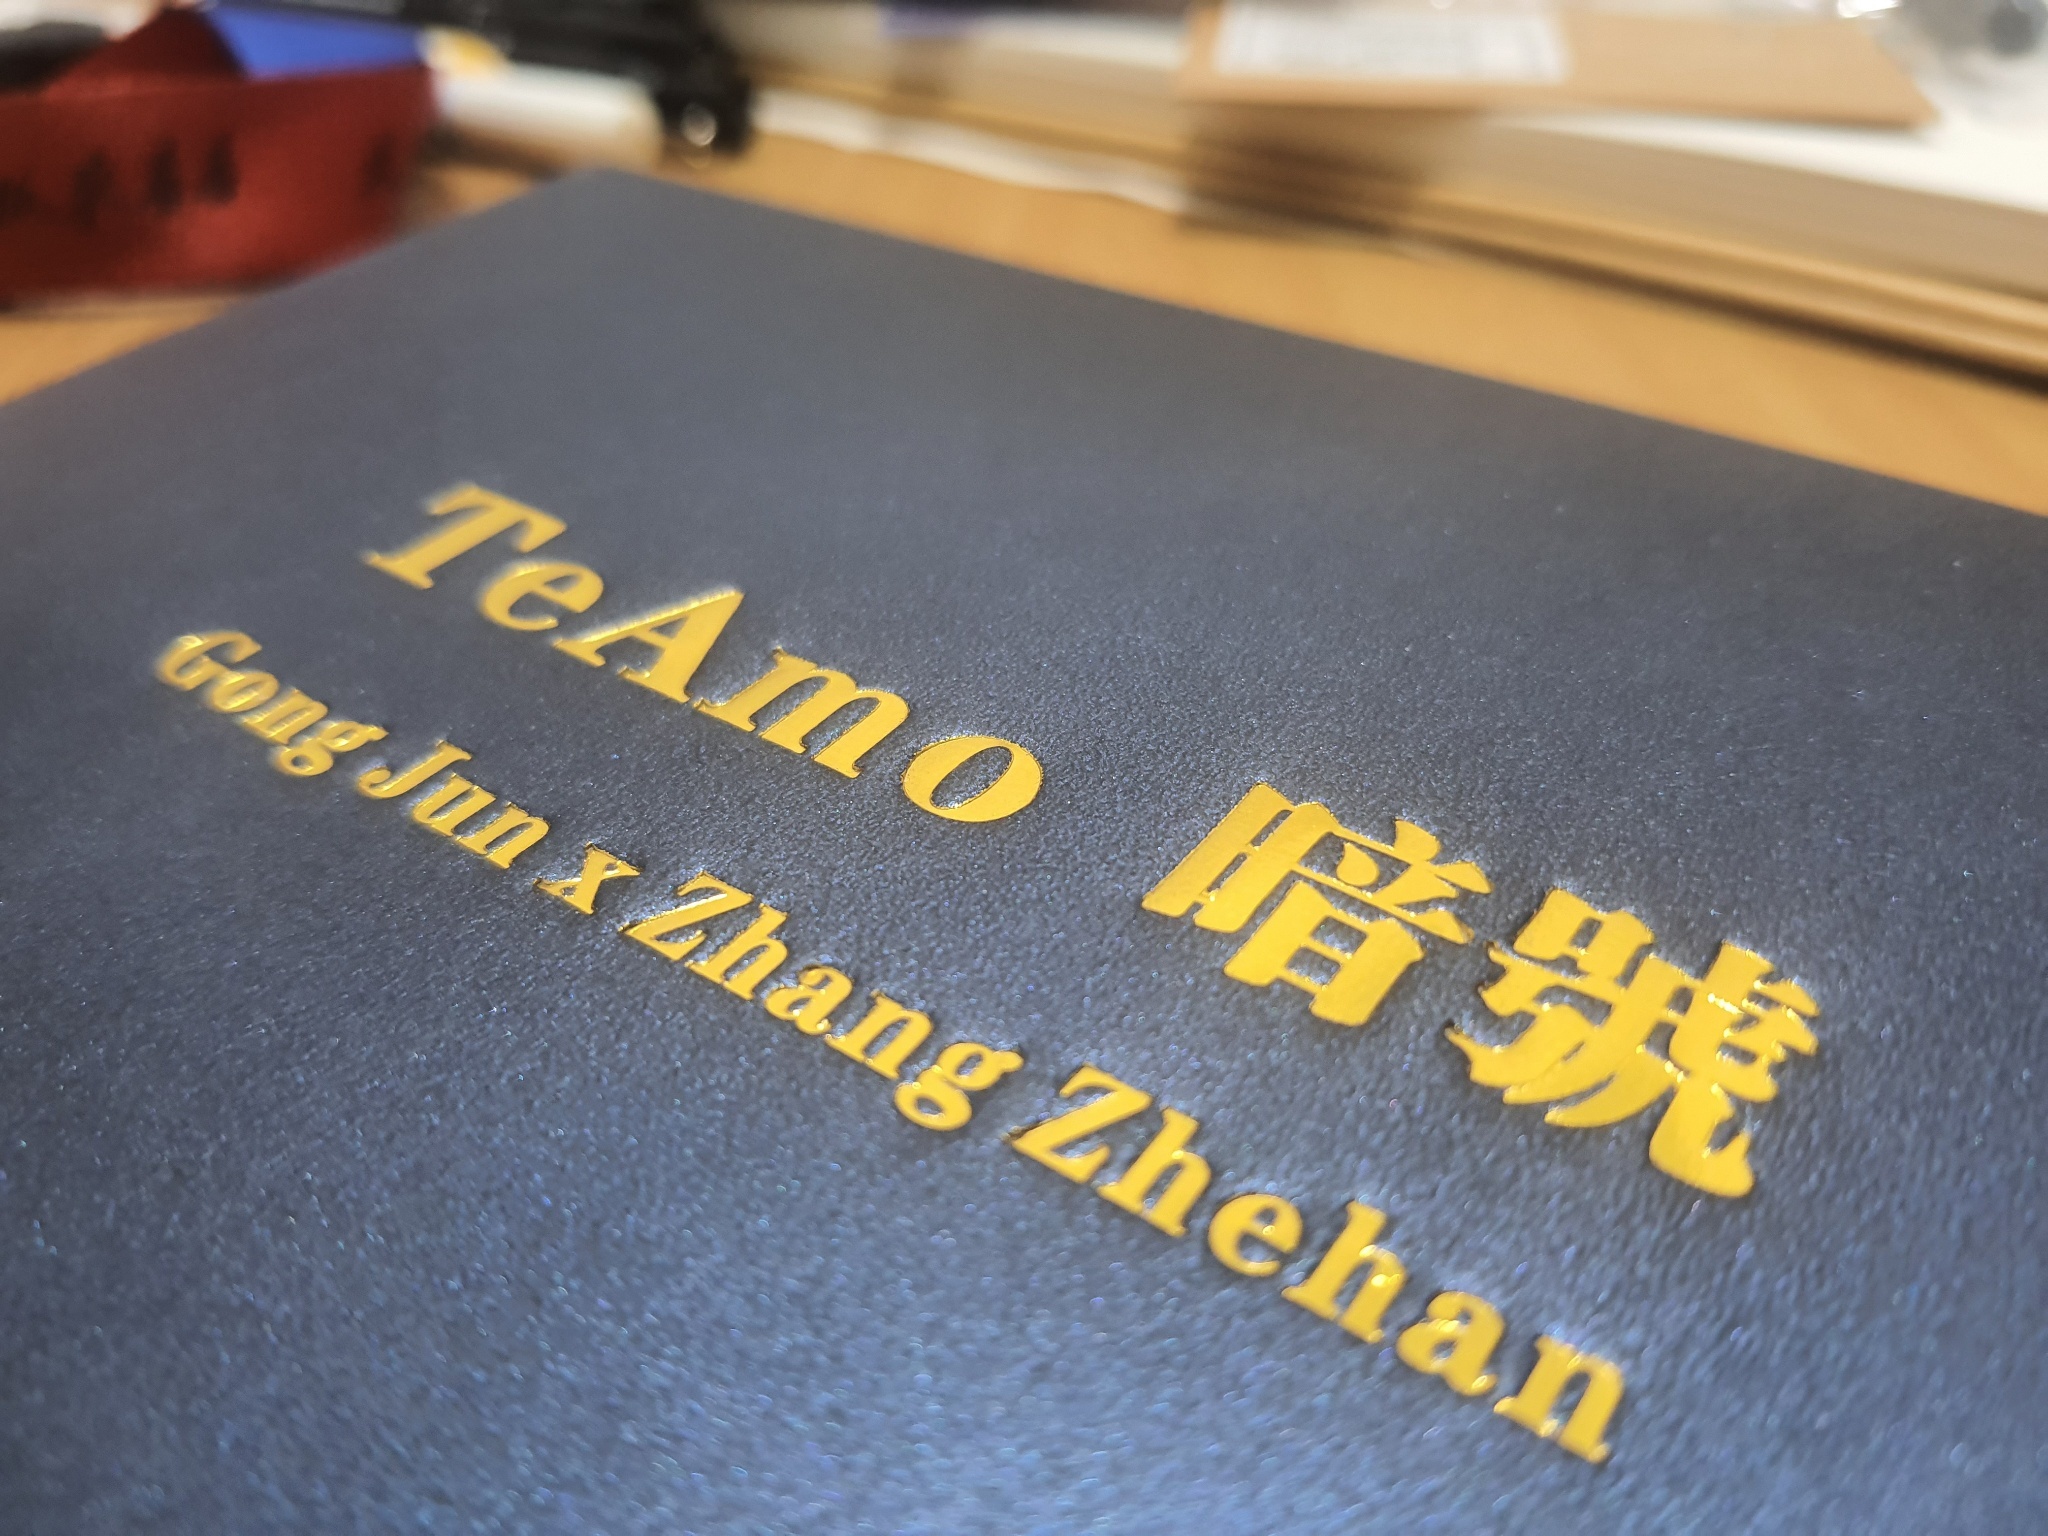 TeAmo 暗號
Gong Jun x Zhang Zhehan